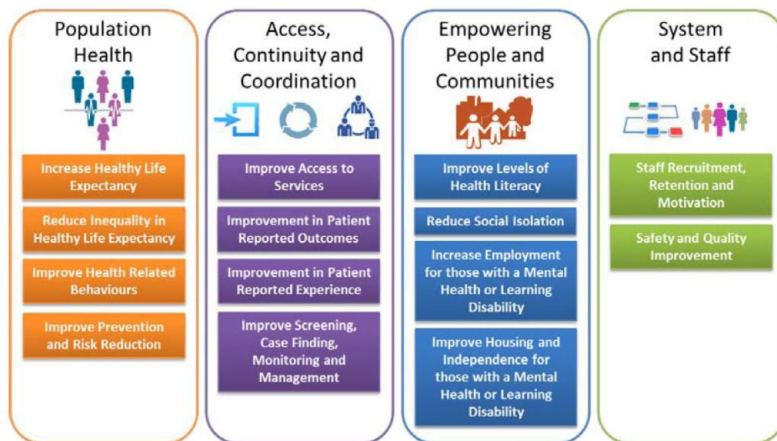 Population
Health
Increase Healthy Life
Expectancy
Reduce Inequality in
Healthy Life Expectancy
Improve Health Related
Behaviours
Improve Prevention
and Risk Reduction
Access,
Continuity and
Coordination
Improve Access to
Services
Improvement in Patient
Reported Outcomes
Improvement in Patient
Reported Experience
Improve Screening,
Case Finding,
Monitoring and
Management
Empowering
People and
Communities
Improve Levels of
Health Literacy
Reduce Social Isolation
Increase Employment
for those with a Mental
Health or Learning
Disability
Improve Housing and
Independence for
those with a Mental
Health or Learning
Disability
System
and Staff
Staff Recruitment,
Retention and
Motivation
Safety and Quality
Improvement